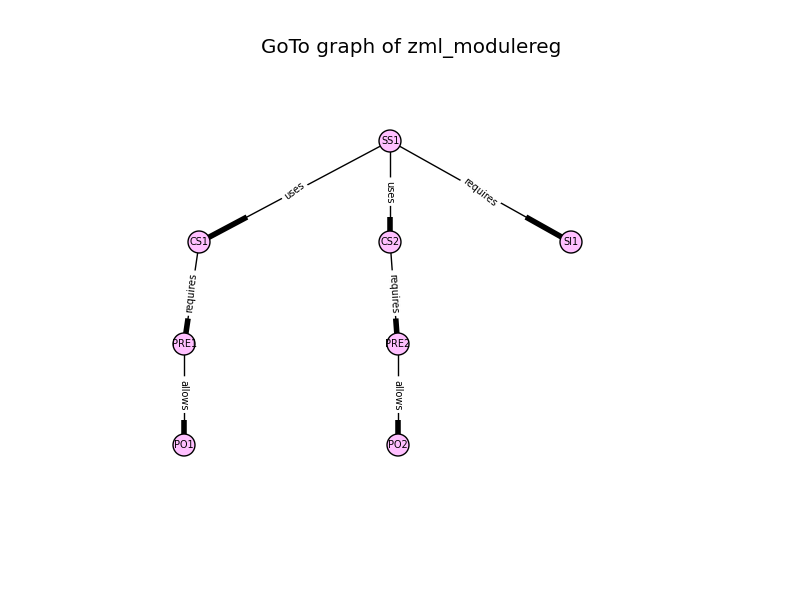 GoTo graph of zml_modulereg
SS1
uses
uses
requires
CS1
CS2
SI1
requires
requires
PRE1
PRE2
allows
allows
PO1
PO2